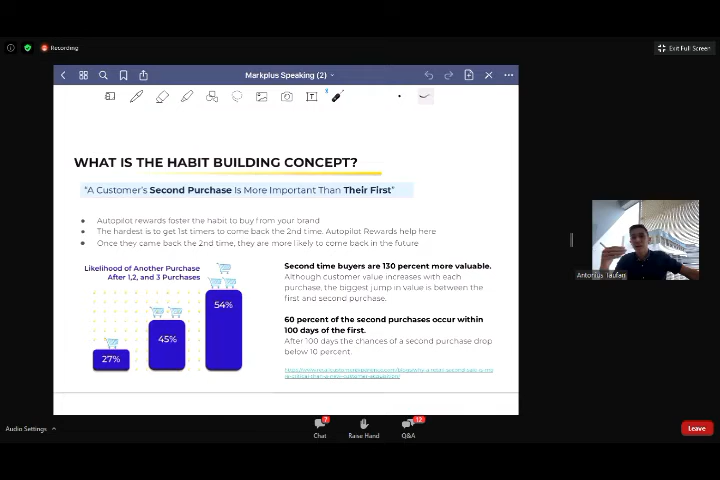 Recording
Exit Full Screen
Markplus Speaking (2)
WHAT IS THE HABIT BUILDING CONCEPT?
"A Customer's Second Purchase Is More Important Than Their First"
Autopilot rewards foster the habit to buy from your brand
The hardest is to get 1st timers to come back the 2nd time. Autopilot Rewards help here
Once they came back the 2nd time, they are more likely to come back in the future
Likelihood of Another Purchase
After 1,2, and 3 Purchases
27%
45%
54%
Second time buyers are 130 percent more valuable.
Although customer value increases with each
purchase, the biggest jump in value is between the
first and second purchase.
60 percent of the second purchases occur within
100 days of the first.
After 100 days the chances of a second purchase drop
below 10 percent.
Antonius Taufan
Audio Settings
7
Chat
Raise Hand
12
Q&A
Leave